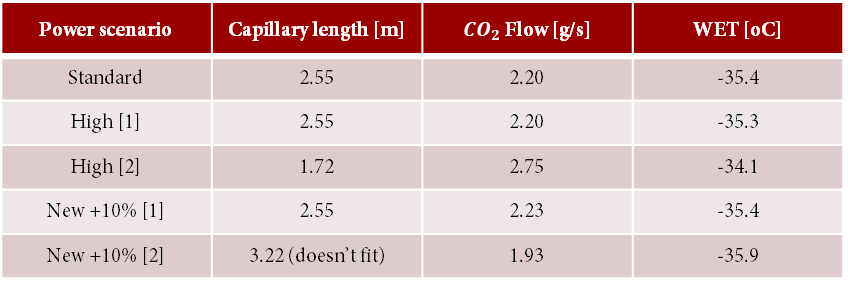 Power scenario Capillary length [m] CO2 Flow [g/s] WET [oC]
Standard 2.55 2.20 -35.4
High [1] 2.55 2.20 -35.3
High [2] 1.72 2.75 -34.1
New +10% [1] 2.55 2.23 -35.4
New +10% [2] 3.22 (doesn’t fit) 1.93 -35.9